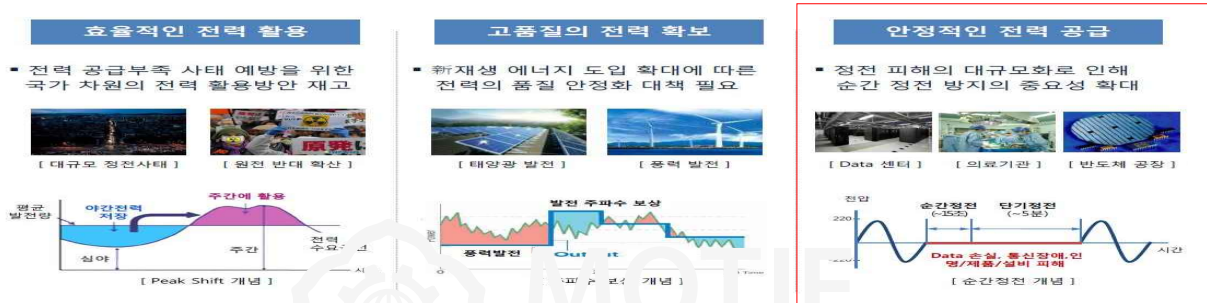 효율적인 전력 활용
▪ 전력 공급부족 사태 예방을 위한
국가 차원의 전력 활용방안 재고
[ 대규모 정전사태 ]
[ 원전 반대 확산 ]
평균
발전량
야간전력
저장
주간에 활용
심야
주간
전력
[ Peak Shift 개념 ]
고품질의 전력 확보
▪ 新재생 에너지 도입 확대에 따른
전력의 품질 안정화 대책 필요
[ 태양광 발전 ]
[ 풍력 발전 ]
발전 주파수 보상
풍력발전
Output
Time
개념 ]
안정적인 전력 공급
▪ 정전 피해의 대규모화로 인해
순간 정전 방지의 중요성 확대
[ Data 센터 ]
[ 의료기관 ]
[ 반도체 공장 ]
전압
220
순간정전
(~15초)
단기정전
(~5분)
시간
-220
Data 손실, 통신장애,인
명/제품/설비 피해
[ 순간정전 개념 ]
MOTIE